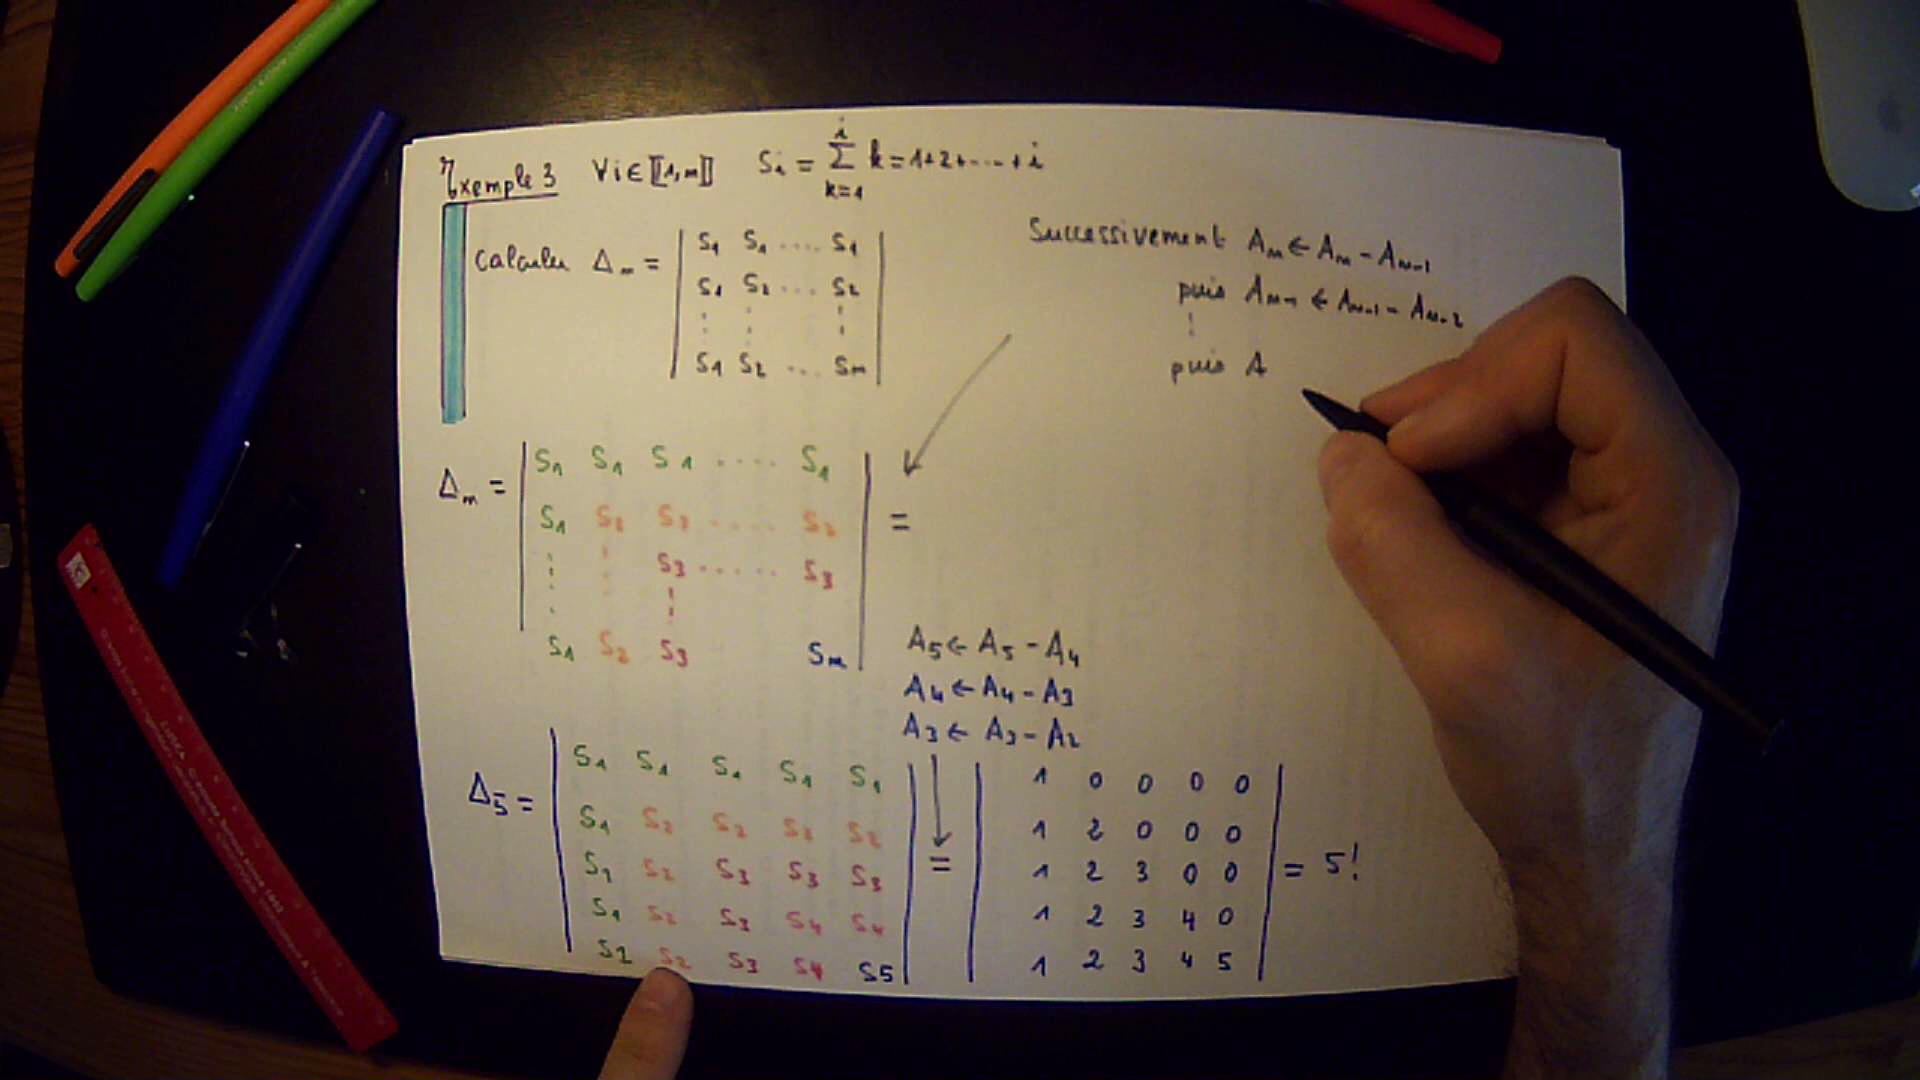 Exemple 3 ∀i∈⟦1,n⟧ Si = ∑_{k=1}^{i} k = 1+2+----+i
Calculer Δn =
S1 S1 .... S1
S1 S2 ... S2
⋮ ⋮ ⋮
S1 S2 ... Sn
Successivement An ← An - An-1
puis An-1 ← An-1 - An-2
⋮
puis A
Δn =
S1 S1 S1 .... S1
S1 S2 S2 .... S2
⋮ ⋮ S3 ..... S3
⋮
S1 S2 S3 Sn
=
A5 ← A5 - A4
A4 ← A4 - A3
A3 ← A3 - A2
Δ5 =
S1 S1 S1 S1 S1
S1 S2 S2 S2 S2
S1 S2 S3 S3 S3
S1 S2 S3 S4 S4
S1 S2 S3 S4 S5
=
1 0 0 0 0
1 2 0 0 0
1 2 3 0 0
1 2 3 4 0
1 2 3 4 5
= 5!